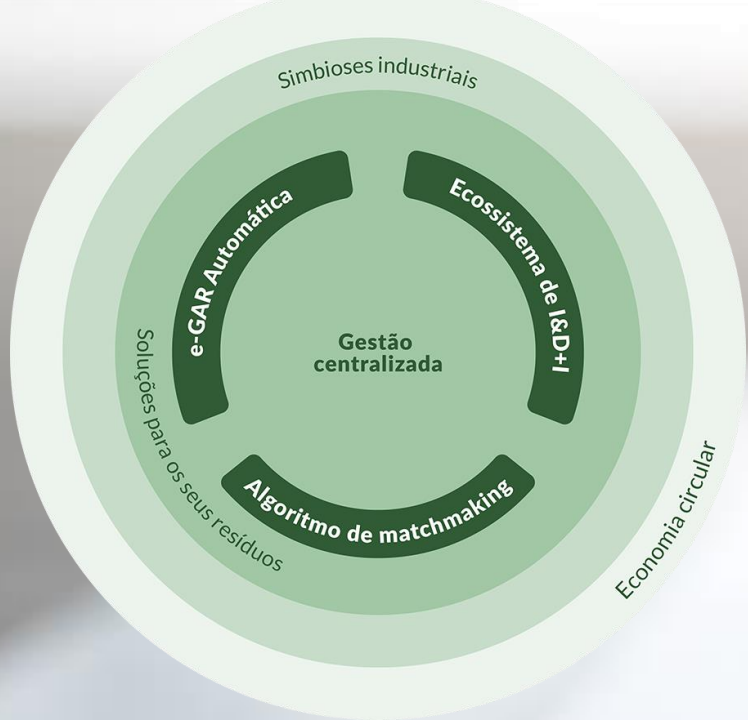 Simbioses industriais
e-GAR Automática
Ecossistema de I&D+I
Gestão
centralizada
Soluções para os seus resíduos
Algoritmo de matchmaking
Economia circular